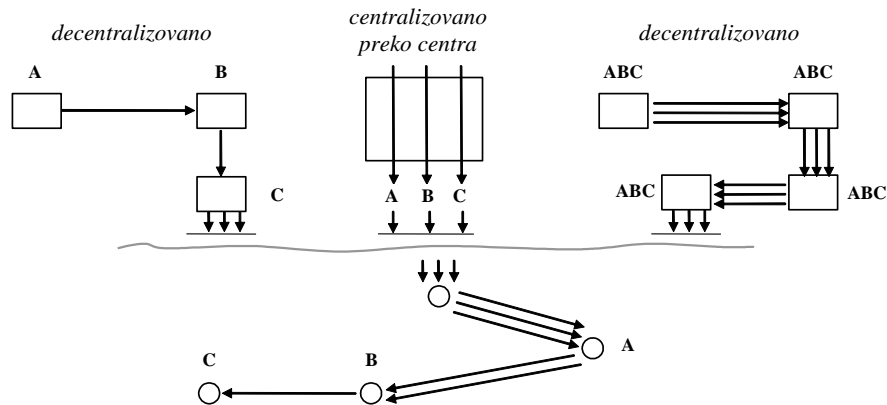 decentralizovano
A
B
C
centralizovano
preko centra
A B C
decentralizovano
ABC
ABC
ABC
ABC
A
B
C